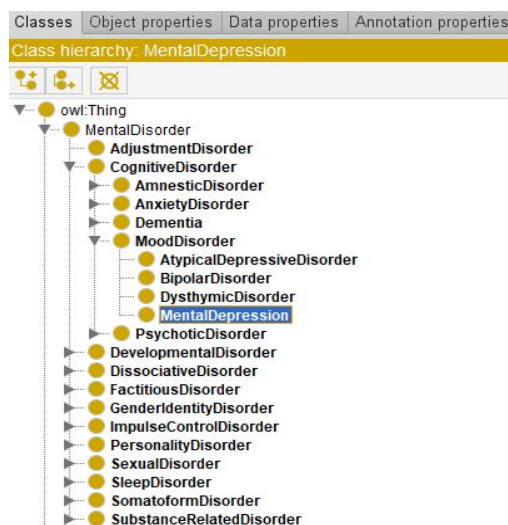 Classes Object properties Data properties Annotation properties
Class hierarchy: MentalDepression
owl:Thing
MentalDisorder
AdjustmentDisorder
CognitiveDisorder
AmnesticDisorder
AnxietyDisorder
Dementia
MoodDisorder
AtypicalDepressiveDisorder
BipolarDisorder
DysthymicDisorder
MentalDepression
PsychoticDisorder
DevelopmentalDisorder
DissociativeDisorder
FactitiousDisorder
GenderIdentityDisorder
ImpulseControlDisorder
PersonalityDisorder
SexualDisorder
SleepDisorder
SomatoformDisorder
SubstanceRelatedDisorder